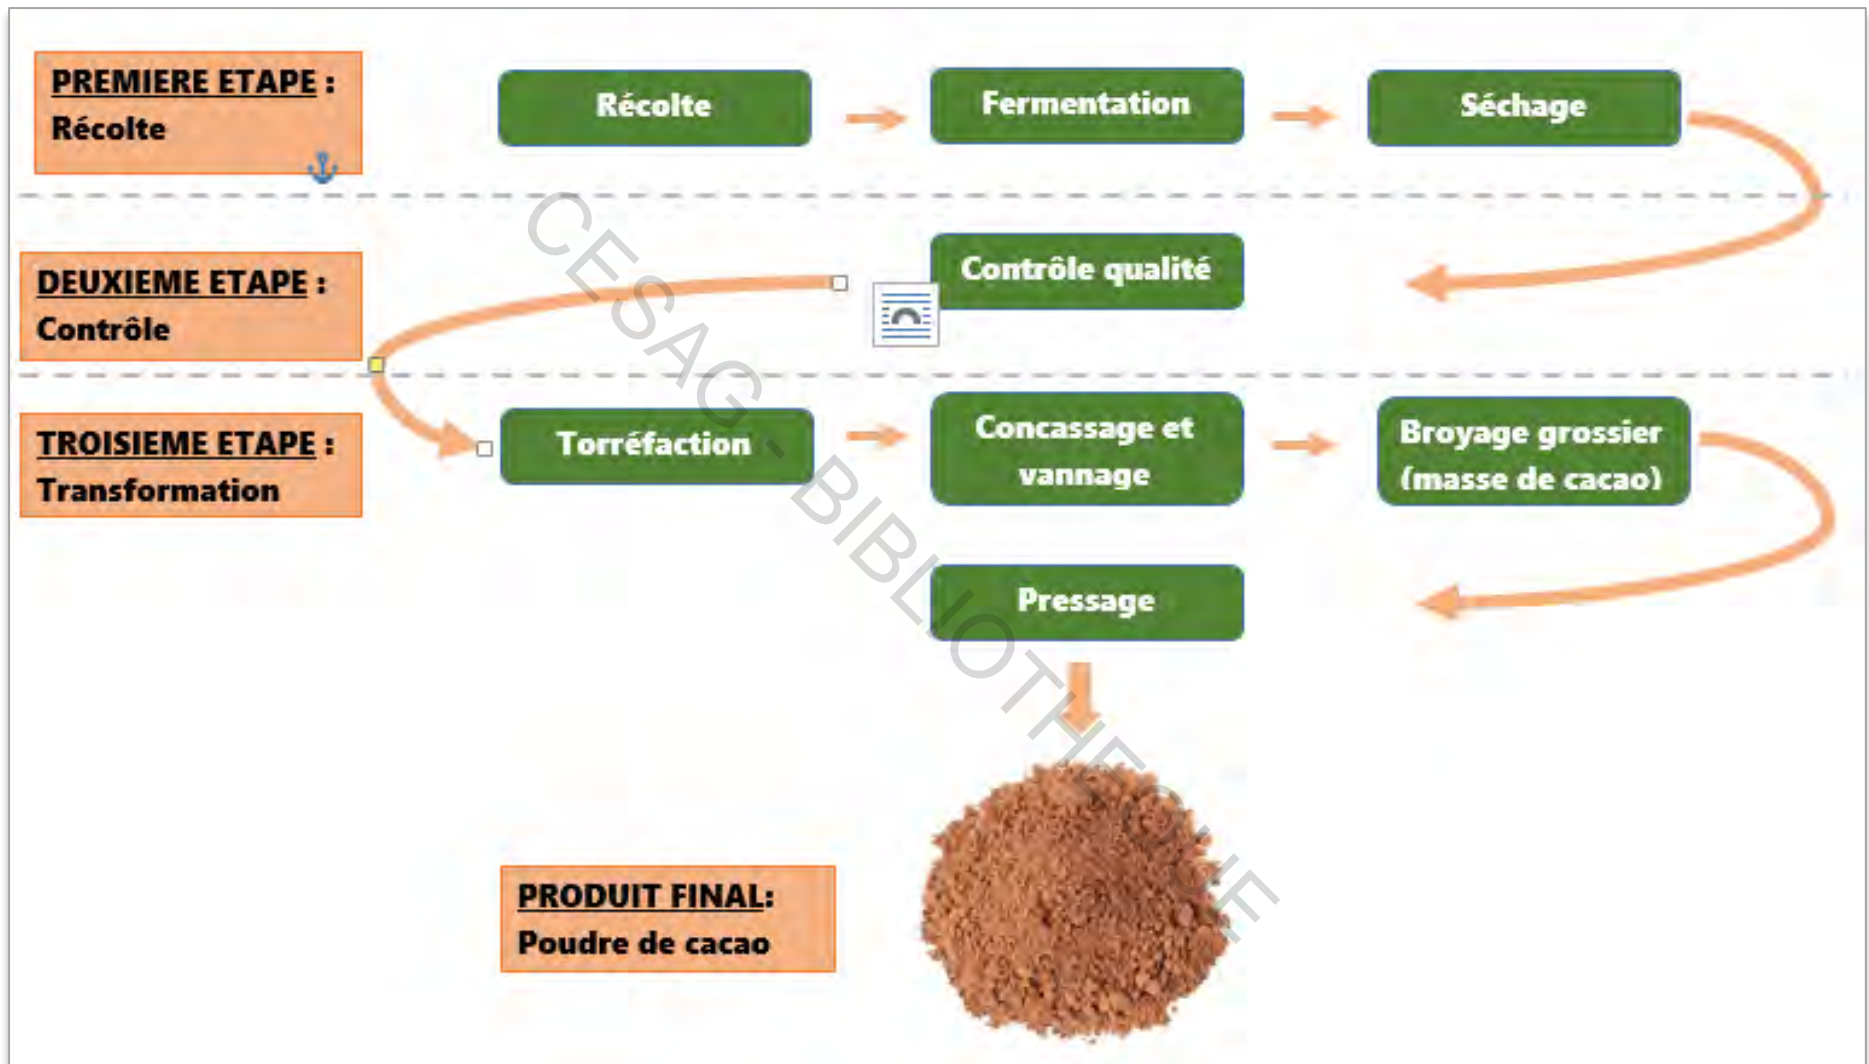 PREMIERE ETAPE :
Récolte
Récolte
Fermentation
Séchage
DEUXIEME ETAPE :
Contrôle
Contrôle qualité
TROISIEME ETAPE :
Transformation
Torréfaction
Concassage et
vannage
Broyage grossier
(masse de cacao)
Pressage
PRODUIT FINAL:
Poudre de cacao
CESAG - BIBLIOTHEQUE